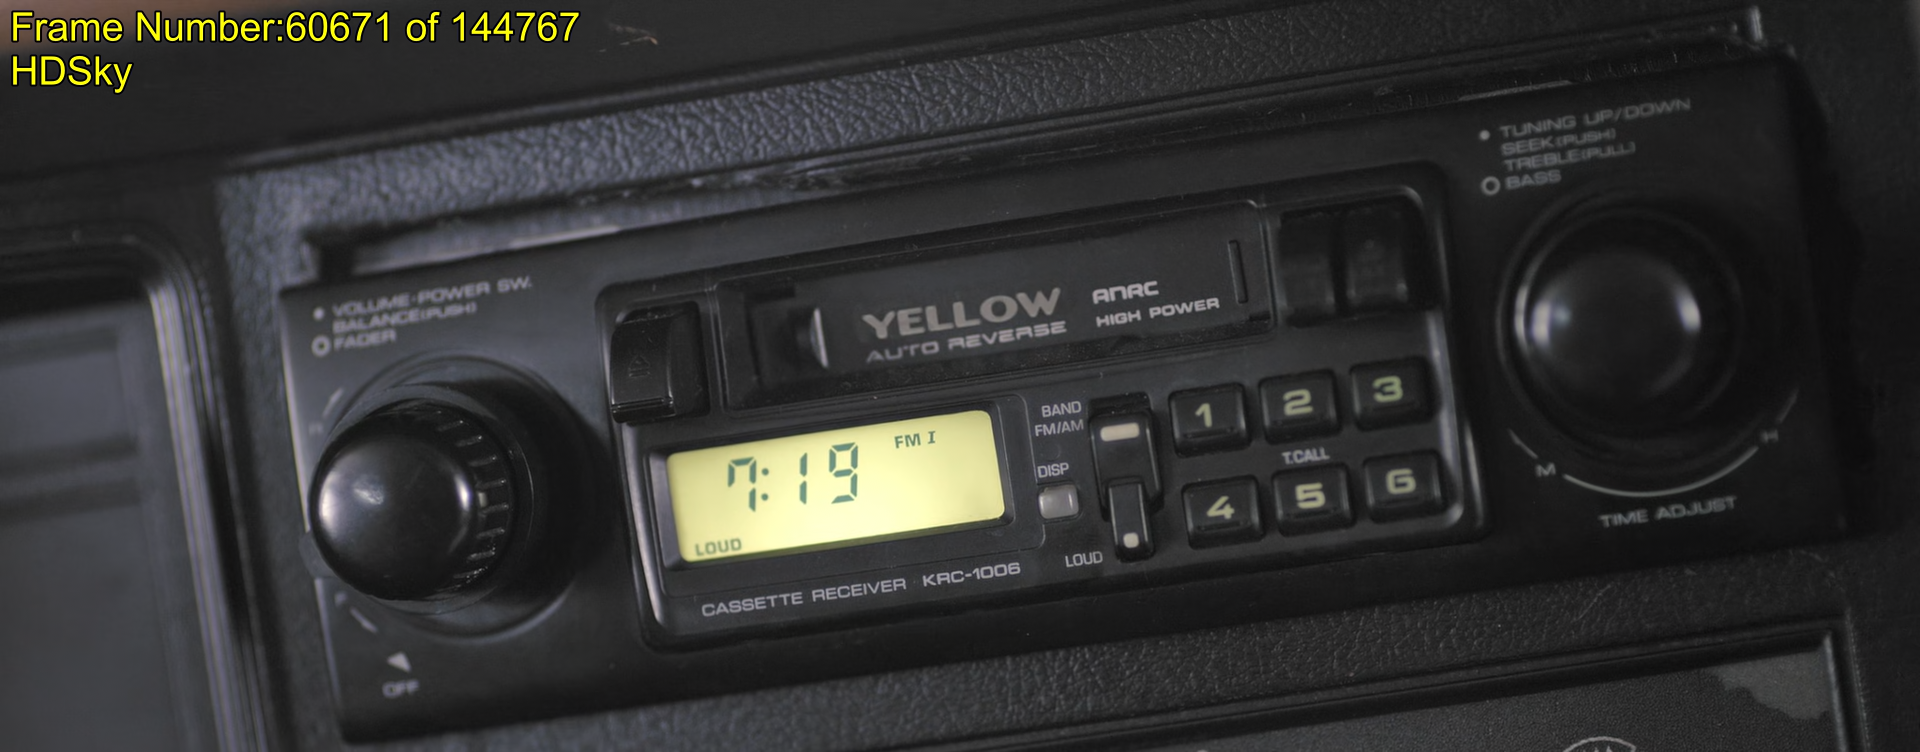 Frame Number:60671 of 144767
HDSky
TUNING UP/DOWN
SEEK(PUSH)
TREBLE(PULL)
BASS
VOLUME·POWER SW.
BALANCE(PUSH)
FADER
YELLOW
AUTO REVERSE
ANRC
HIGH POWER
BAND
FM/AM
1
2
3
FM I
7:19
DISP
T.CALL
4
5
6
M
H
LOUD
LOUD
TIME ADJUST
CASSETTE RECEIVER KRC-1006
OFF